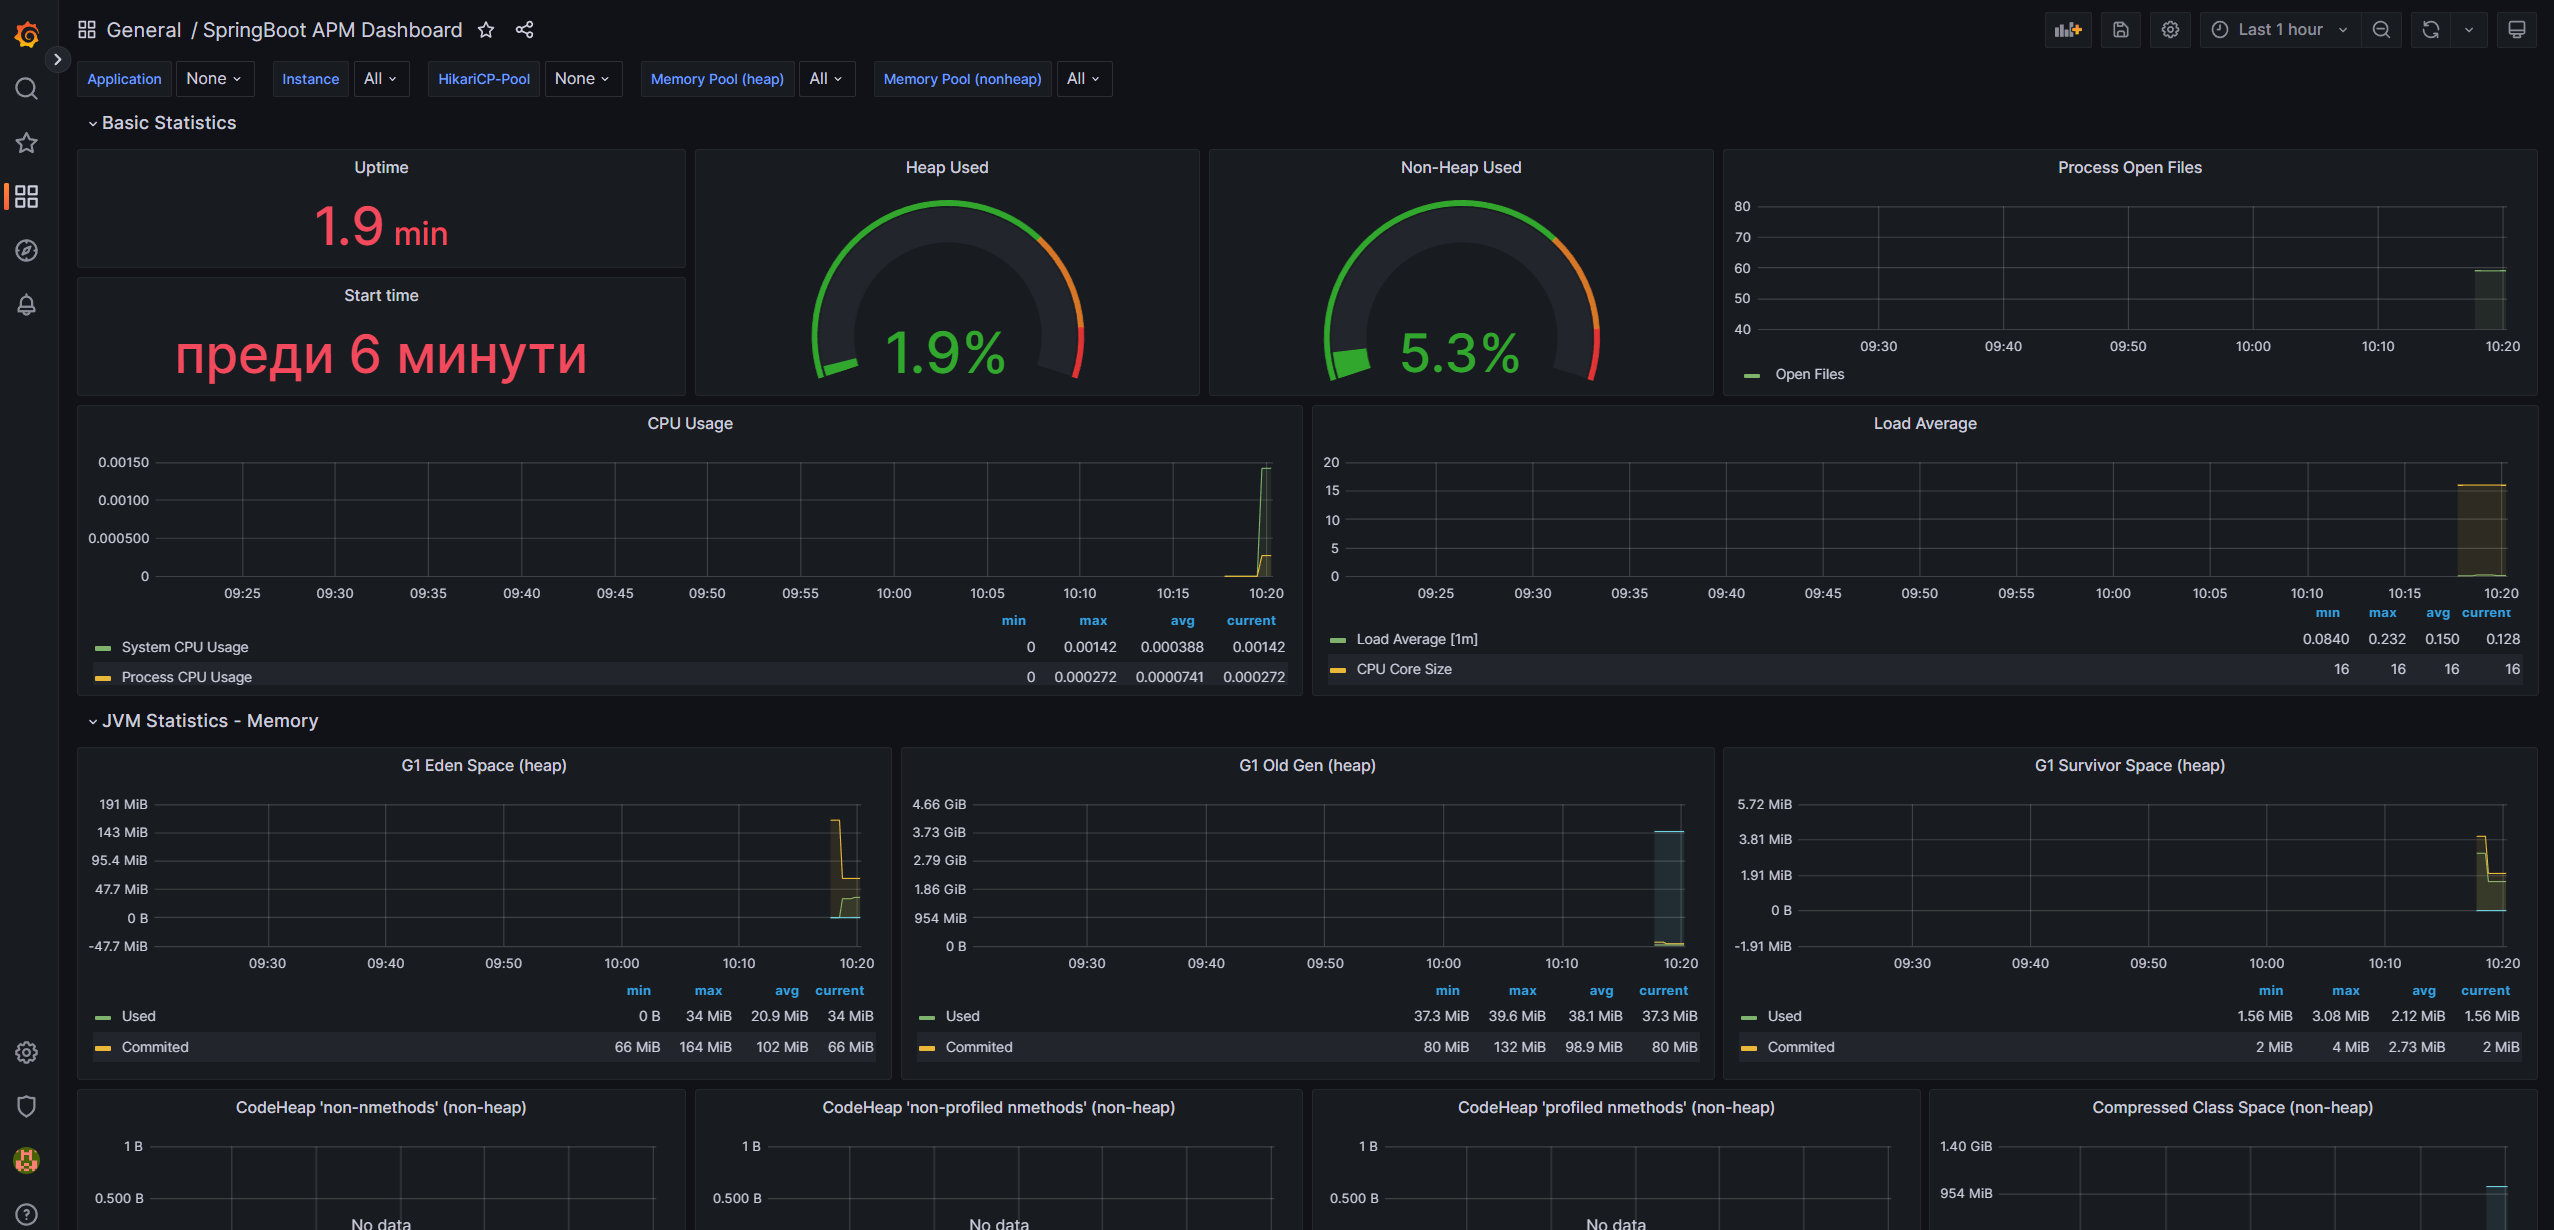 General / SpringBoot APM Dashboard
Last 1 hour
Application None Instance All HikariCP-Pool None Memory Pool (heap) All Memory Pool (nonheap) All
Basic Statistics
Uptime
1.9 min
Start time
преди 6 минути
Heap Used
1.9%
Non-Heap Used
5.3%
Process Open Files
80
70
60
50
40
09:30 09:40 09:50 10:00 10:10 10:20
Open Files
CPU Usage
0.00150
0.00100
0.000500
0
09:25 09:30 09:35 09:40 09:45 09:50 09:55 10:00 10:05 10:10 10:15 10:20
min max avg current
System CPU Usage 0 0.00142 0.000388 0.00142
Process CPU Usage 0 0.000272 0.0000741 0.000272
Load Average
20
15
10
5
0
09:25 09:30 09:35 09:40 09:45 09:50 09:55 10:00 10:05 10:10 10:15 10:20
min max avg current
Load Average [1m] 0.0840 0.232 0.150 0.128
CPU Core Size 16 16 16 16
JVM Statistics - Memory
G1 Eden Space (heap)
191 MiB
143 MiB
95.4 MiB
47.7 MiB
0 B
-47.7 MiB
09:30 09:40 09:50 10:00 10:10 10:20
min max avg current
Used 0 B 34 MiB 20.9 MiB 34 MiB
Commited 66 MiB 164 MiB 102 MiB 66 MiB
G1 Old Gen (heap)
4.66 GiB
3.73 GiB
2.79 GiB
1.86 GiB
954 MiB
0 B
09:30 09:40 09:50 10:00 10:10 10:20
min max avg current
Used 37.3 MiB 39.6 MiB 38.1 MiB 37.3 MiB
Commited 80 MiB 132 MiB 98.9 MiB 80 MiB
G1 Survivor Space (heap)
5.72 MiB
3.81 MiB
1.91 MiB
0 B
-1.91 MiB
09:30 09:40 09:50 10:00 10:10 10:20
min max avg current
Used 1.56 MiB 3.08 MiB 2.12 MiB 1.56 MiB
Commited 2 MiB 4 MiB 2.73 MiB 2 MiB
CodeHeap 'non-nmethods' (non-heap)
1 B
0.500 B
No data
CodeHeap 'non-profiled nmethods' (non-heap)
1 B
0.500 B
No data
CodeHeap 'profiled nmethods' (non-heap)
1 B
0.500 B
No data
Compressed Class Space (non-heap)
1.40 GiB
954 MiB